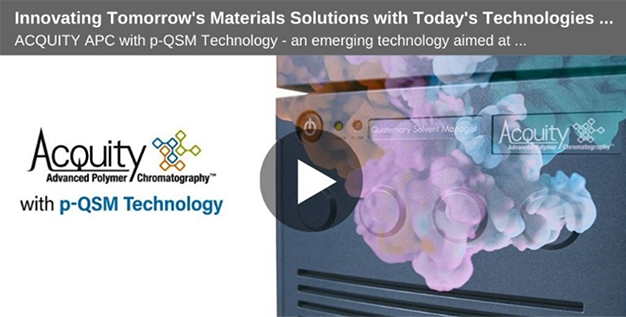 Innovating Tomorrow's Materials Solutions with Today's Technologies ...
ACQUITY APC with p-QSM Technology - an emerging technology aimed at ...
Quaternary Solvent Manager
Acquity
Advanced Polymer Chromatography
Acquity
Advanced Polymer Chromatography™
with p-QSM Technology